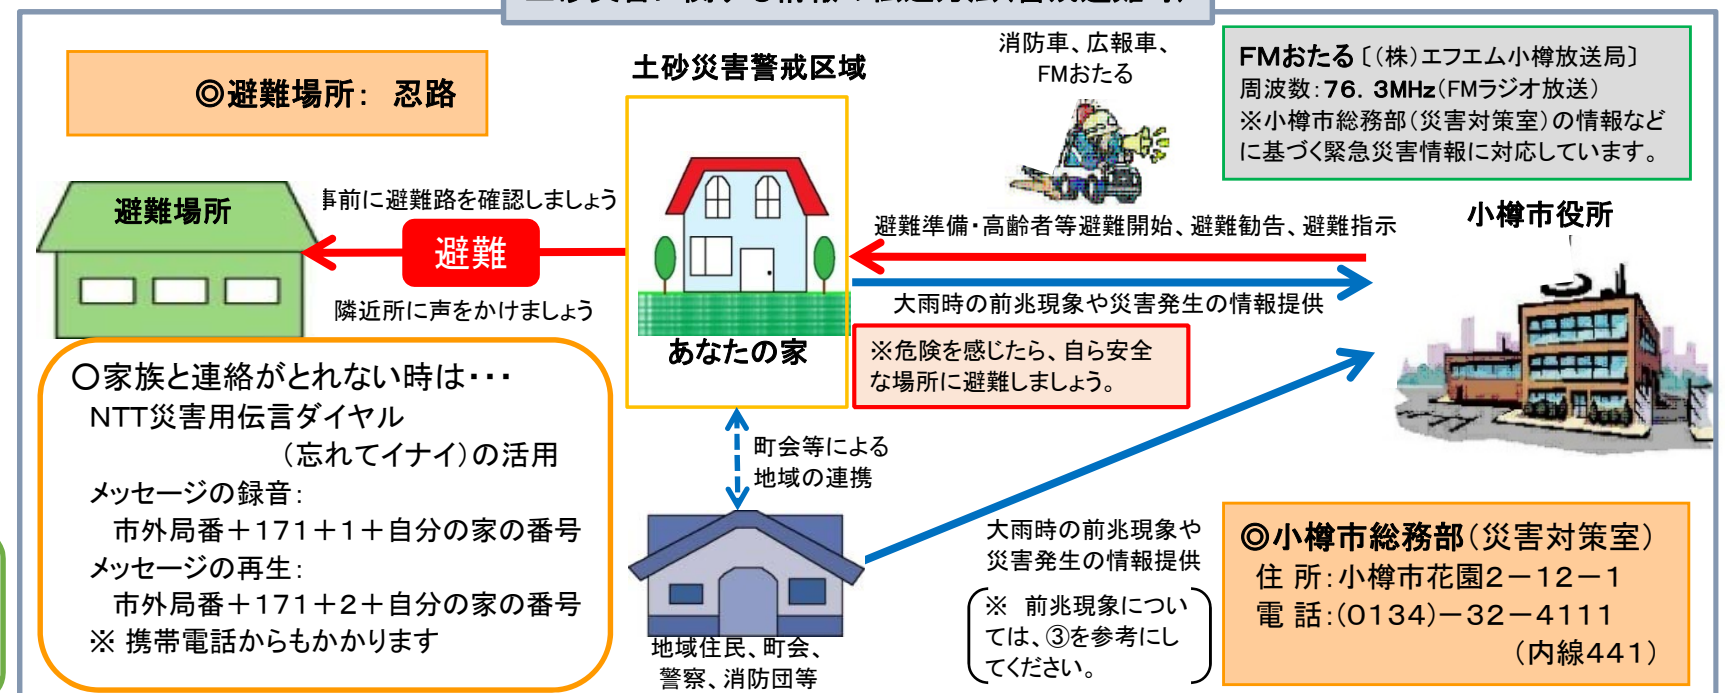 ◎避難場所： 忍路
土砂災害警戒区域
消防車、広報車、
FMおたる
FMおたる〔(株)エフエム小樽放送局〕
周波数：76．3MHz(FMラジオ放送)
※小樽市総務部(災害対策室)の情報など
に基づく緊急災害情報に対応しています。
避難場所
事前に避難路を確認しましょう
避難
隣近所に声をかけましょう
避難準備・高齢者等避難開始、避難勧告、避難指示
小樽市役所
大雨時の前兆現象や災害発生の情報提供
あなたの家
※危険を感じたら、自ら安全
な場所に避難しましょう。
〇家族と連絡がとれない時は・・・
NTT災害用伝言ダイヤル
(忘れてイナイ)の活用
メッセージの録音：
市外局番＋171＋1＋自分の家の番号
メッセージの再生：
市外局番＋171＋2＋自分の家の番号
※ 携帯電話からもかかります
町会等による
地域の連携
地域住民、町会、
警察、消防団等
大雨時の前兆現象や
災害発生の情報提供
※ 前兆現象につい
ては、③を参考にし
てください。
◎小樽市総務部(災害対策室)
住 所：小樽市花園2－12－1
電 話：(0134)－32－4111
(内線441)